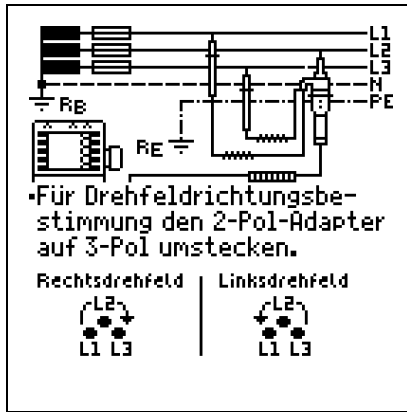 L1
L2
L3
N
PE
RB
RE
•Für Drehfeldrichtungsbe-
stimmung den 2-Pol-Adapter
auf 3-Pol umstecken.
Rechtsdrehfeld | Linksdrehfeld
L2 L2
L1 L3 L1 L3